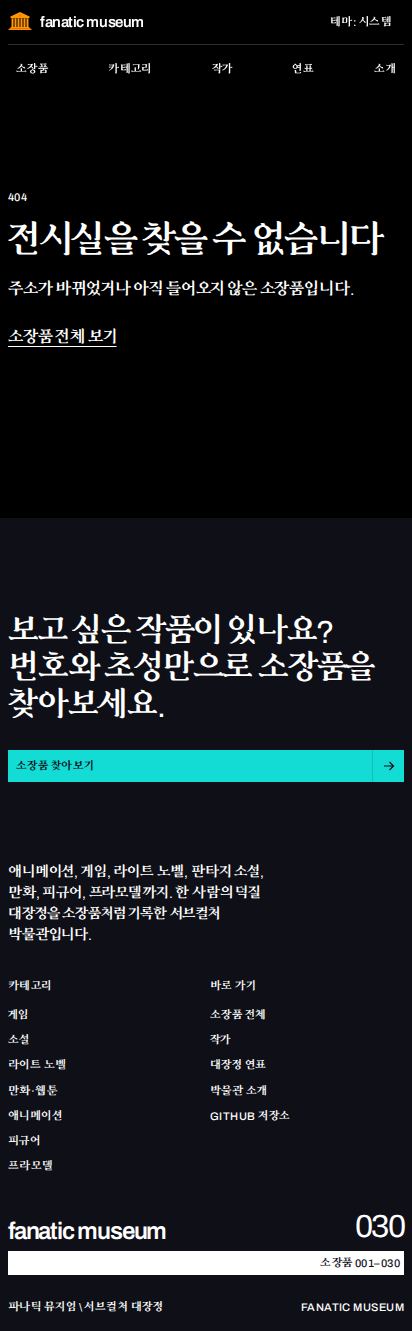 fanatic museum
테마: 시스템
소장품 카테고리 작가 연표 소개
404
전시실을 찾을 수 없습니다
주소가 바뀌었거나 아직 들어오지 않은 소장품입니다.
소장품 전체 보기
보고 싶은 작품이 있나요?
번호와 초성만으로 소장품을
찾아보세요.
소장품 찾아보기 →
애니메이션, 게임, 라이트 노벨, 판타지 소설,
만화, 피규어, 프라모델까지. 한 사람의 덕질
대장정을 소장품처럼 기록한 서브컬처
박물관입니다.
카테고리
게임
소설
라이트 노벨
만화·웹툰
애니메이션
피규어
프라모델
바로 가기
소장품 전체
작가
대장정 연표
박물관 소개
GITHUB 저장소
fanatic museum
030
소장품 001–030
파나틱 뮤지엄 \ 서브컬처 대장정
FANATIC MUSEUM